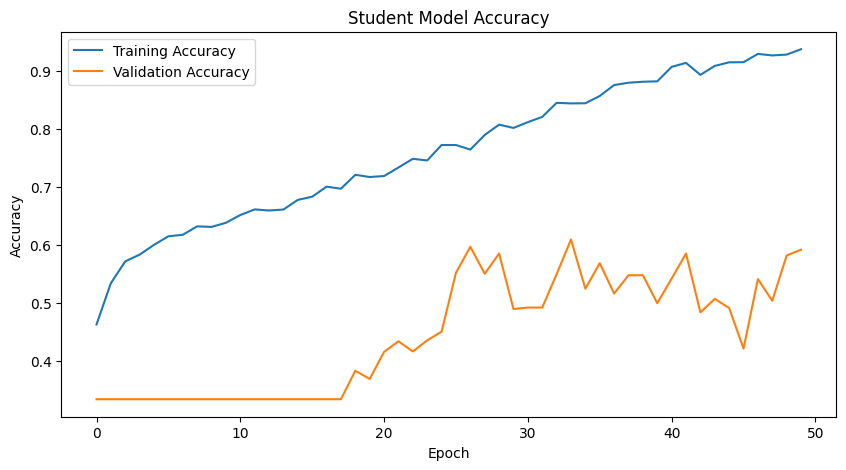 Student Model Accuracy
Training Accuracy
Validation Accuracy
Accuracy
0.9
0.8
0.7
0.6
0.5
0.4
0 10 20 30 40 50
Epoch